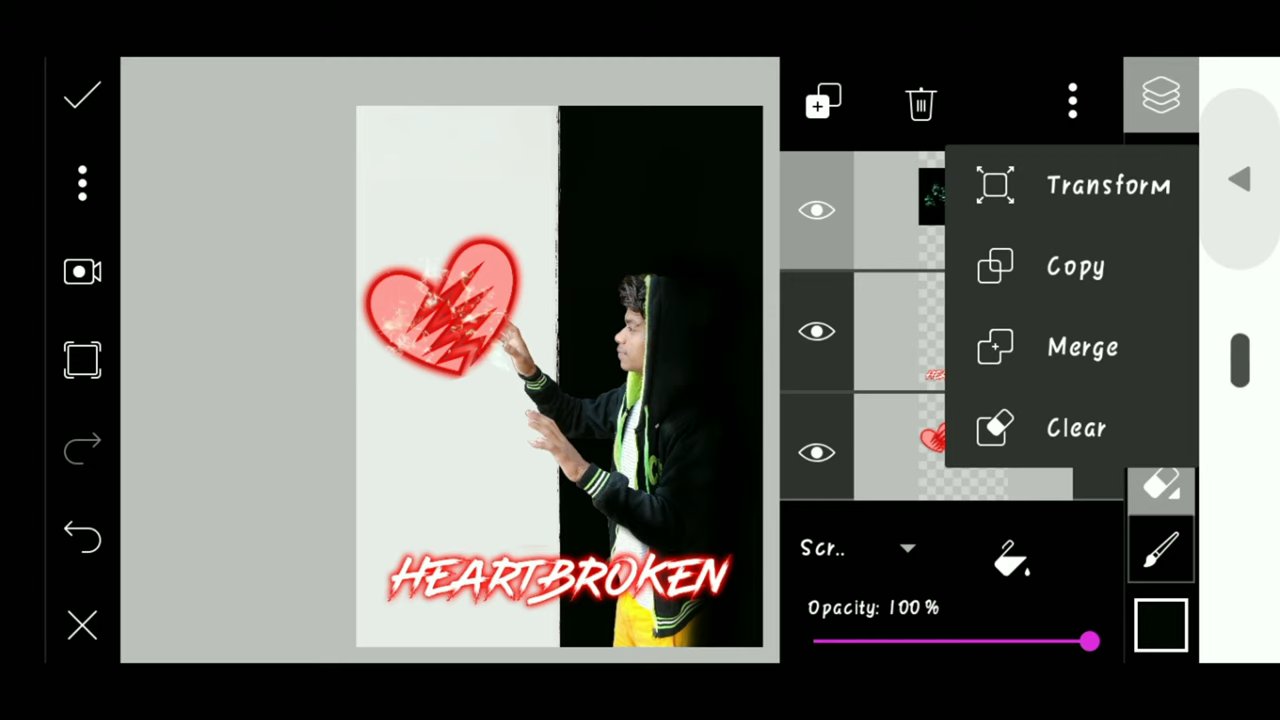 Transform
Copy
Merge
Clear
Scr..
Opacity: 100 %
HEARTBROKEN